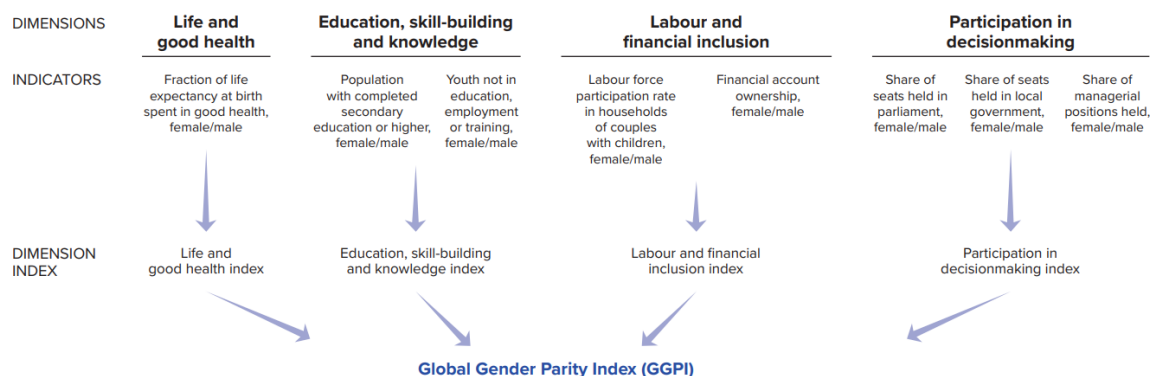 DIMENSIONS
Life and
good health
Education, skill-building
and knowledge
Labour and
financial inclusion
Participation in
decisionmaking
INDICATORS
Fraction of life
expectancy at birth
spent in good health,
female/male
Population
with completed
secondary
education or higher,
female/male
Youth not in
education,
employment
or training,
female/male
Labour force
participation rate
in households
of couples
with children,
female/male
Financial account
ownership,
female/male
Share of
seats held in
parliament,
female/male
Share of seats
held in local
government,
female/male
Share of
managerial
positions held,
female/male
DIMENSION
INDEX
Life and
good health index
Education, skill-building
and knowledge index
Labour and financial
inclusion index
Participation in
decisionmaking index
Global Gender Parity Index (GGPI)